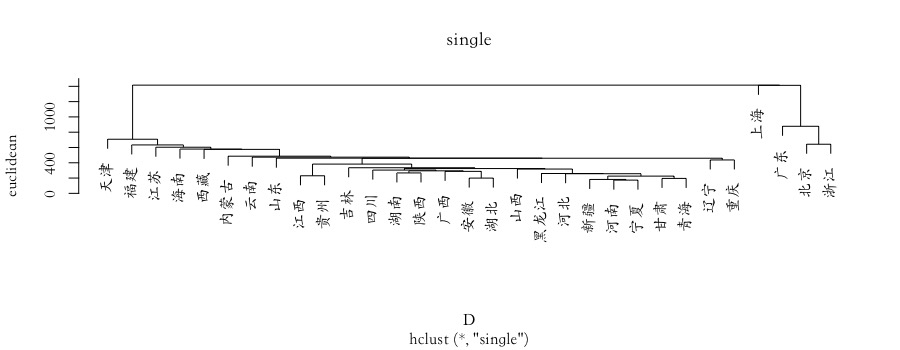 single
euclidean
0 400 1000
天津 福建 江苏 海南 西藏 内蒙古 云南 山东 江西 贵州 吉林 四川 湖南 陕西 广西 安徽 湖北 山西 黑龙江 河北 新疆 河南 宁夏 甘肃 青海 辽宁 重庆 上海 广东 北京 浙江
D
hclust (*, "single")